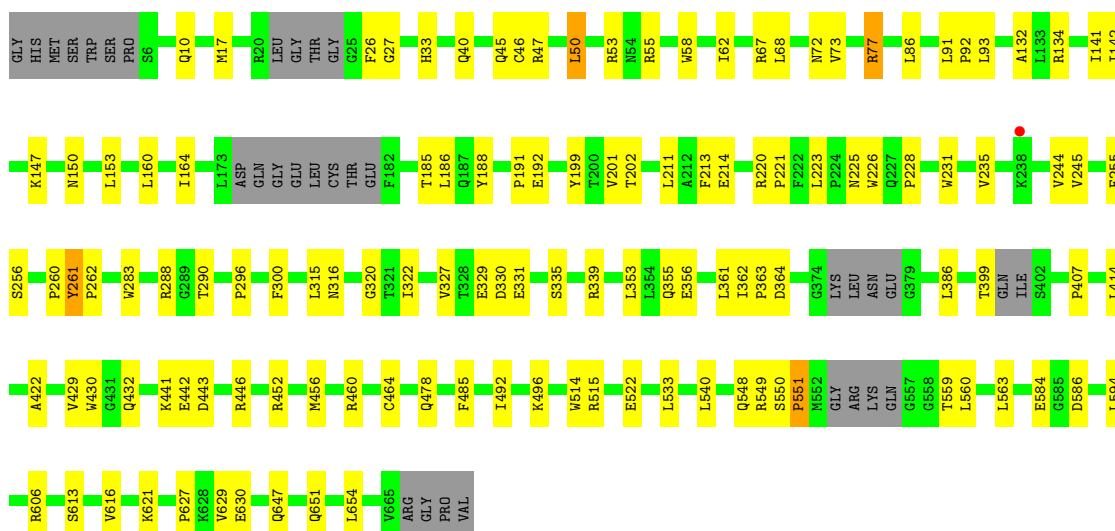 GLY HIS MET SER TRP SER PRO S6 Q10 M17 R20 LEU GLY THR GLY G25 F26 G27 H33 Q40 Q45 C46 R47 L50 R53 N54 R55 W58 I62 R67 L68 N72 V73 R77 L86 L91 P92 L93 A132 L133 R134 I141
K147 N150 L153 L160 I164 L173 ASP GLN GLY GLU GLU LEU CYS THR GLU F182 T185 L186 Q187 Y188 P191 E192 Y199 T200 V201 T202 L211 A212 F213 E214 R220 P221 F222 L223 P224 N225 W226 Q227 P228 W231 V235 K238 V244 V245
S256 P260 Y261 P262 W283 R288 G289 T290 P296 F300 L315 N316 G320 T321 I322 V327 T328 E329 D330 E331 S335 R339 L353 L354 Q355 E356 L361 I362 P363 D364 G374 LYS LEU ASN GLU G379 L386 T399 GLN ILE S402 P407
A422 V429 W430 G431 Q432 K441 E442 D443 R446 R452 M456 R460 C464 Q478 F485 I492 K496 W514 R515 E522 L533 L540 Q548 R549 S550 P551 M552 GLY ARG LYS GLN G557 G558 T559 L560 L563 E584 G585 D586
R606 S613 V616 K621 P627 K628 V629 E630 Q647 Q651 L654 V665 ARG GLY PRO VAL